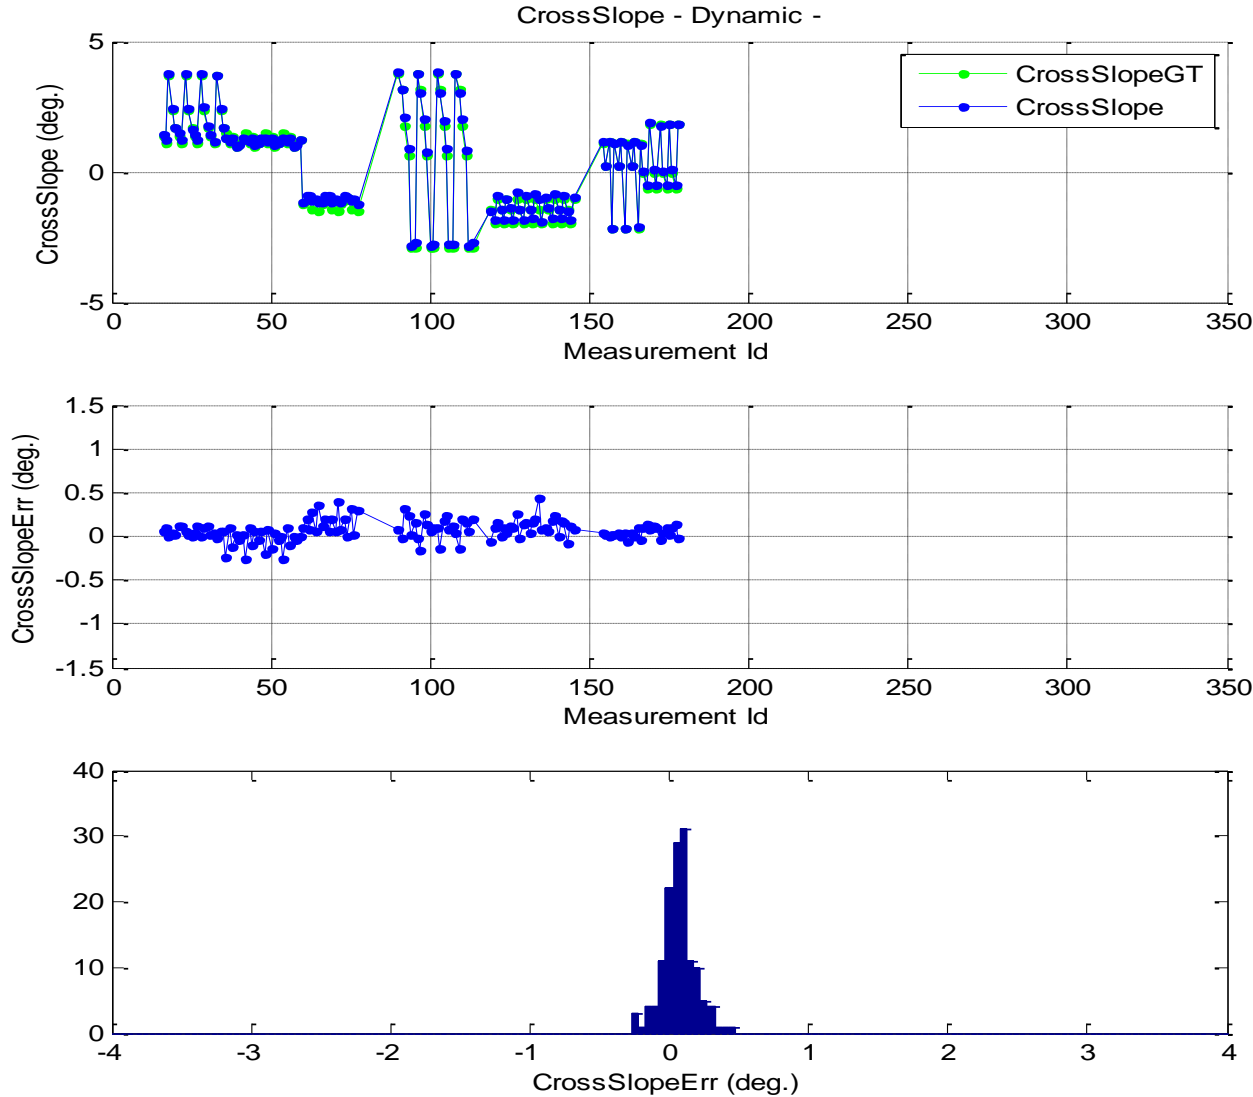 CrossSlope - Dynamic -
5
0
-5
CrossSlope (deg.)
CrossSlopeGT
CrossSlope
0 50 100 150 200 250 300 350
Measurement Id
1.5
1
0.5
0
-0.5
-1
-1.5
CrossSlopeErr (deg.)
0 50 100 150 200 250 300 350
Measurement Id
40
30
20
10
0
-4 -3 -2 -1 0 1 2 3 4
CrossSlopeErr (deg.)